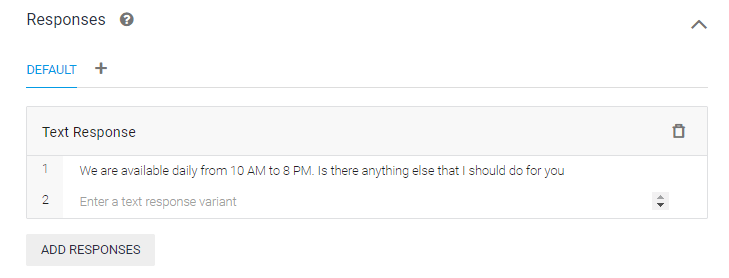 Responses ?
DEFAULT +
Text Response
1 We are available daily from 10 AM to 8 PM. Is there anything else that I should do for you
2 Enter a text response variant
ADD RESPONSES